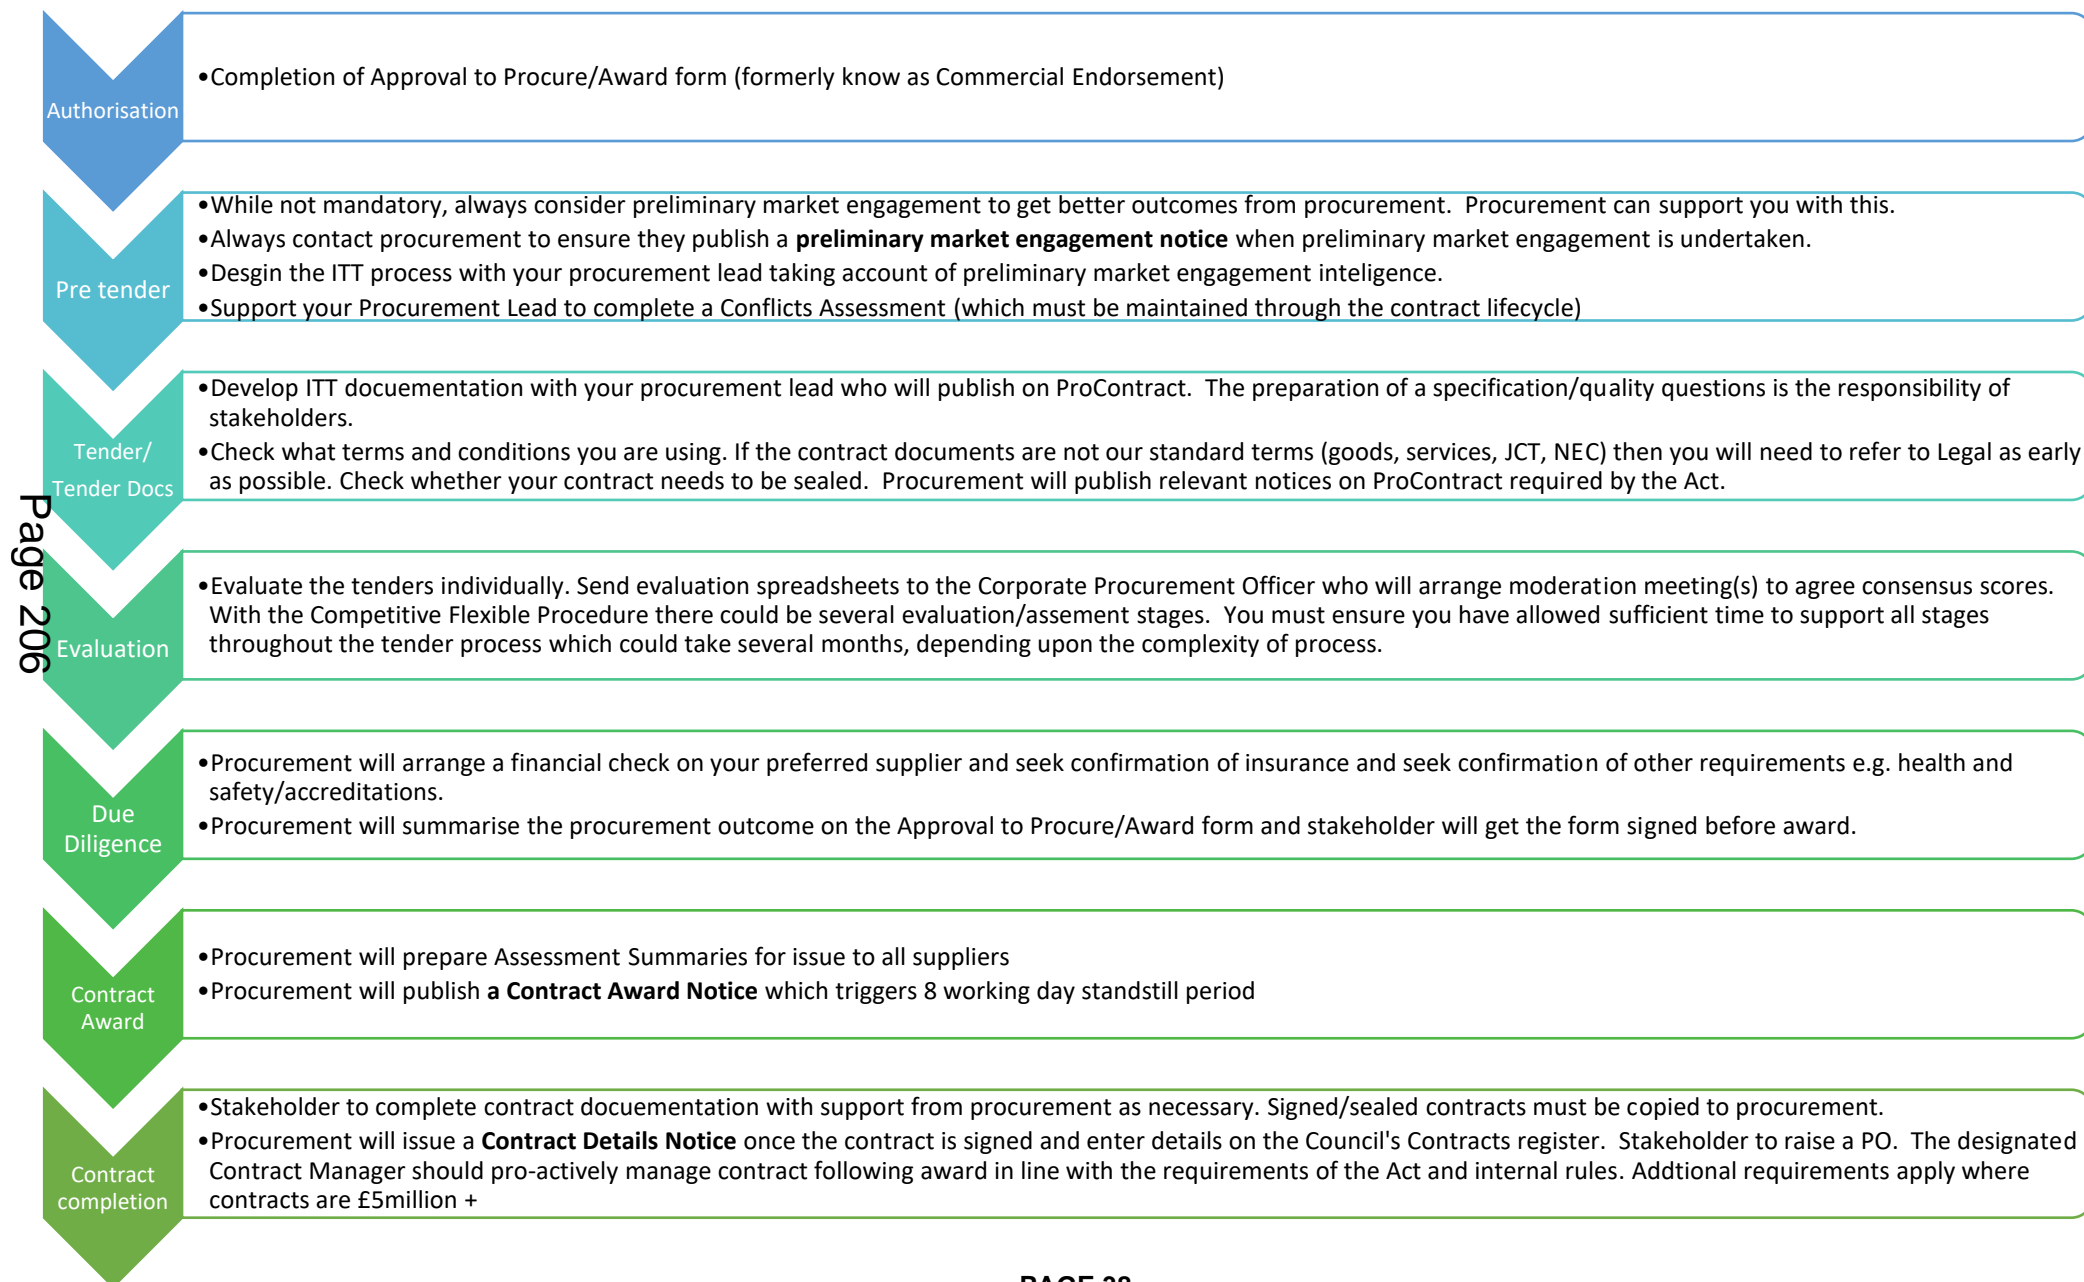 Authorisation
•Completion of Approval to Procure/Award form (formerly know as Commercial Endorsement)
Pre tender
•While not mandatory, always consider preliminary market engagement to get better outcomes from procurement. Procurement can support you with this.
•Always contact procurement to ensure they publish a preliminary market engagement notice when preliminary market engagement is undertaken.
•Desgin the ITT process with your procurement lead taking account of preliminary market engagement inteligence.
•Support your Procurement Lead to complete a Conflicts Assessment (which must be maintained through the contract lifecycle)
Tender/
Tender Docs
•Develop ITT docuementation with your procurement lead who will publish on ProContract. The preparation of a specification/quality questions is the responsibility of
stakeholders.
•Check what terms and conditions you are using. If the contract documents are not our standard terms (goods, services, JCT, NEC) then you will need to refer to Legal as early
as possible. Check whether your contract needs to be sealed. Procurement will publish relevant notices on ProContract required by the Act.
Page 206
Evaluation
•Evaluate the tenders individually. Send evaluation spreadsheets to the Corporate Procurement Officer who will arrange moderation meeting(s) to agree consensus scores.
With the Competitive Flexible Procedure there could be several evaluation/assement stages. You must ensure you have allowed sufficient time to support all stages
throughout the tender process which could take several months, depending upon the complexity of process.
Due
Diligence
•Procurement will arrange a financial check on your preferred supplier and seek confirmation of insurance and seek confirmation of other requirements e.g. health and
safety/accreditations.
•Procurement will summarise the procurement outcome on the Approval to Procure/Award form and stakeholder will get the form signed before award.
Contract
Award
•Procurement will prepare Assessment Summaries for issue to all suppliers
•Procurement will publish a Contract Award Notice which triggers 8 working day standstill period
Contract
completion
•Stakeholder to complete contract docuementation with support from procurement as necessary. Signed/sealed contracts must be copied to procurement.
•Procurement will issue a Contract Details Notice once the contract is signed and enter details on the Council's Contracts register. Stakeholder to raise a PO. The designated
Contract Manager should pro-actively manage contract following award in line with the requirements of the Act and internal rules. Addtional requirements apply where
contracts are £5million +
PAGE 38